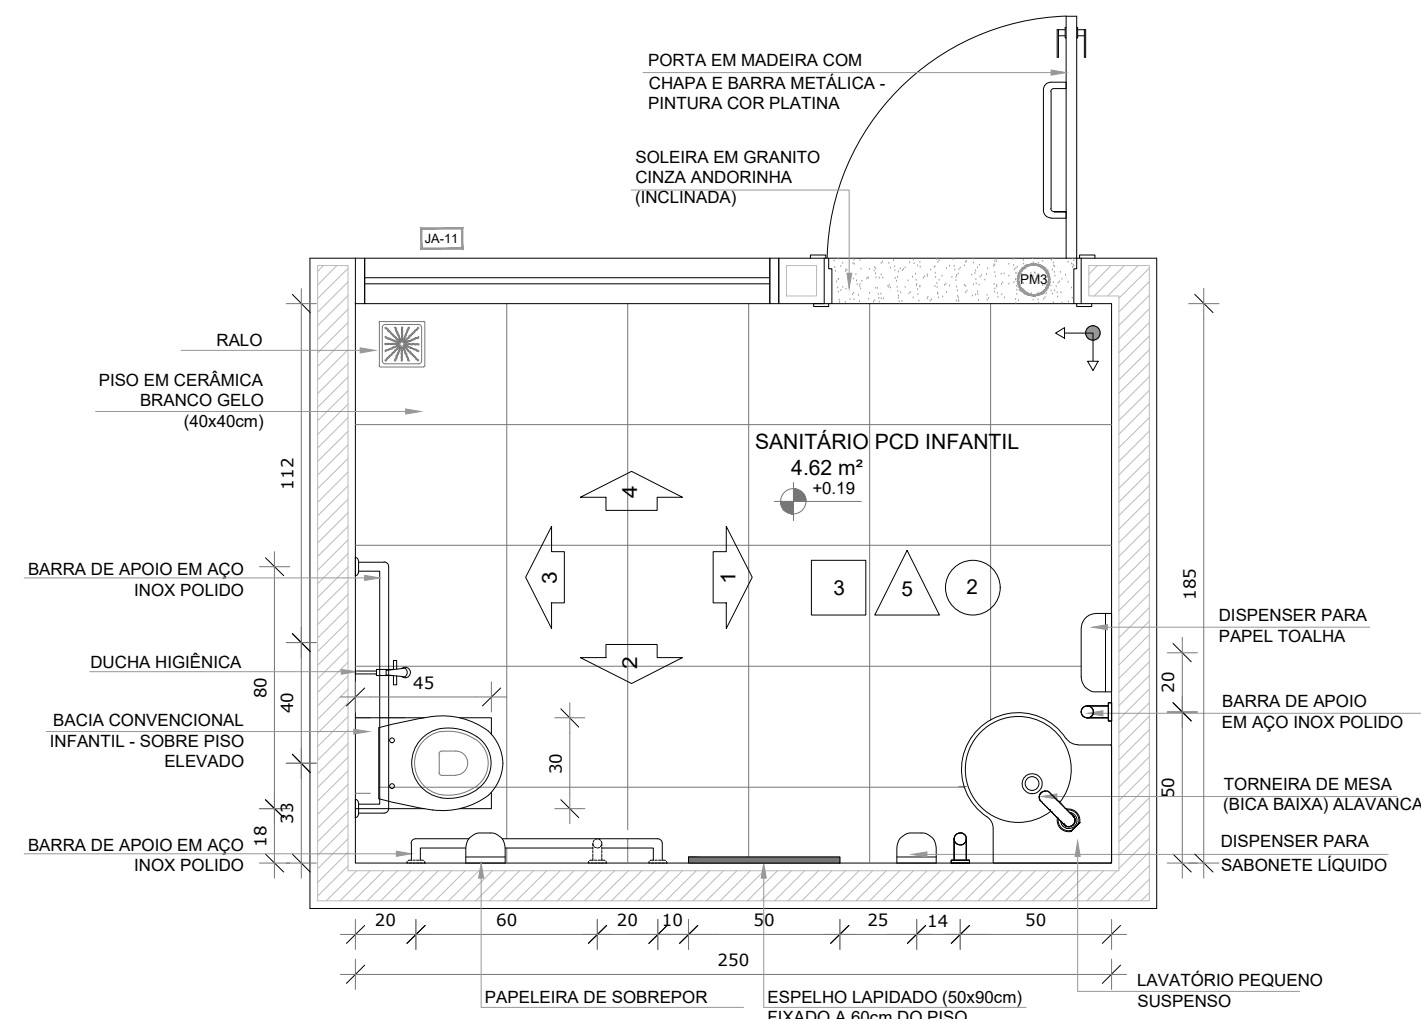 PORTA EM MADEIRA COM
CHAPA E BARRA METÁLICA -
PINTURA COR PLATINA
SOLEIRA EM GRANITO
CINZA ANDORINHA
(INCLINADA)
JA-11
PM3
RALO
PISO EM CERÂMICA
BRANCO GELO
(40x40cm)
SANITÁRIO PCD INFANTIL
4.62 m²
+0.19
112
4
3
1
2
3
5
2
185
BARRA DE APOIO EM AÇO
INOX POLIDO
DUCHA HIGIÊNICA
80
40
45
BACIA CONVENCIONAL
INFANTIL - SOBRE PISO
ELEVADO
30
33
18
BARRA DE APOIO EM AÇO
INOX POLIDO
DISPENSER PARA
PAPEL TOALHA
20
BARRA DE APOIO
EM AÇO INOX POLIDO
50
TORNEIRA DE MESA
(BICA BAIXA) ALAVANCA
DISPENSER PARA
SABONETE LÍQUIDO
20 60 20 10 50 25 14 50
250
PAPELEIRA DE SOBREPOR
ESPELHO LAPIDADO (50x90cm)
FIXADO A 60cm DO PISO
LAVATÓRIO PEQUENO
SUSPENSO